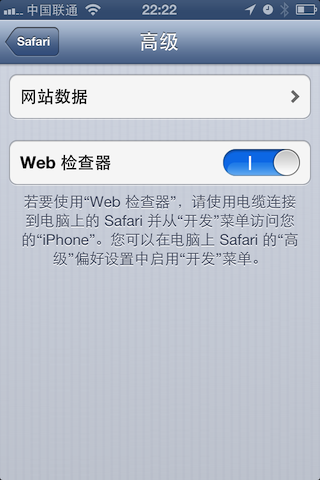 中国联通 22:22
Safari 高级
网站数据
Web 检查器
若要使用“Web 检查器”，请使用电缆连接
到电脑上的 Safari 并从“开发”菜单访问您
的“iPhone”。您可以在电脑上 Safari 的“高
级”偏好设置中启用“开发”菜单。